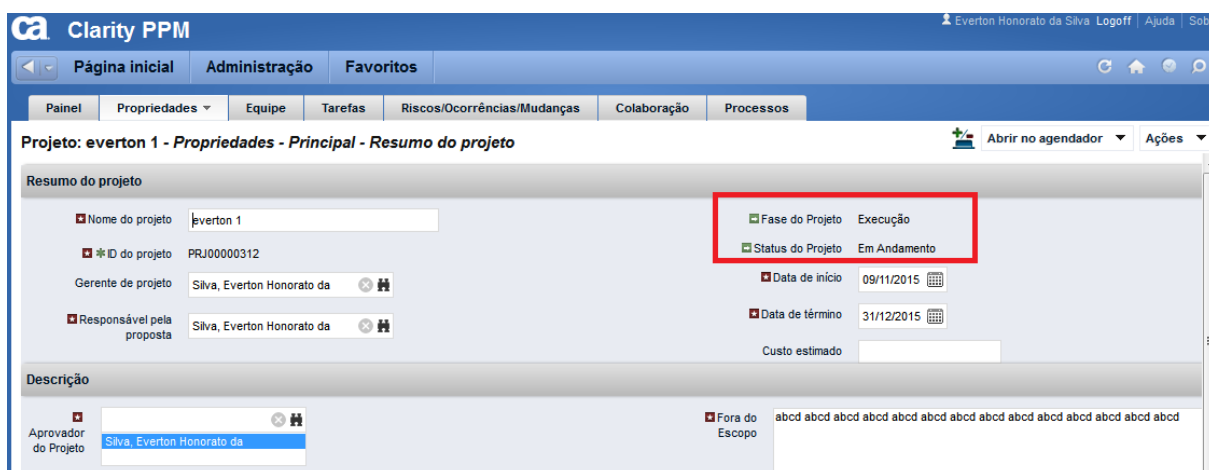 ca Clarity PPM
Everton Honorato da Silva Logoff | Ajuda | Sob
Página inicial Administração Favoritos
Painel Propriedades Equipe Tarefas Riscos/Ocorrências/Mudanças Colaboração Processos
Projeto: everton 1 - Propriedades - Principal - Resumo do projeto
Abrir no agendador Ações
Resumo do projeto
Nome do projeto everton 1
Fase do Projeto Execução
ID do projeto PRJ00000312
Status do Projeto Em Andamento
Gerente de projeto Silva, Everton Honorato da
Data de início 09/11/2015
Responsável pela
proposta
Silva, Everton Honorato da
Data de término 31/12/2015
Custo estimado
Descrição
Aprovador
do Projeto
Silva, Everton Honorato da
Fora do
Escopo
abcd abcd abcd abcd abcd abcd abcd abcd abcd abcd abcd abcd abcd abcd